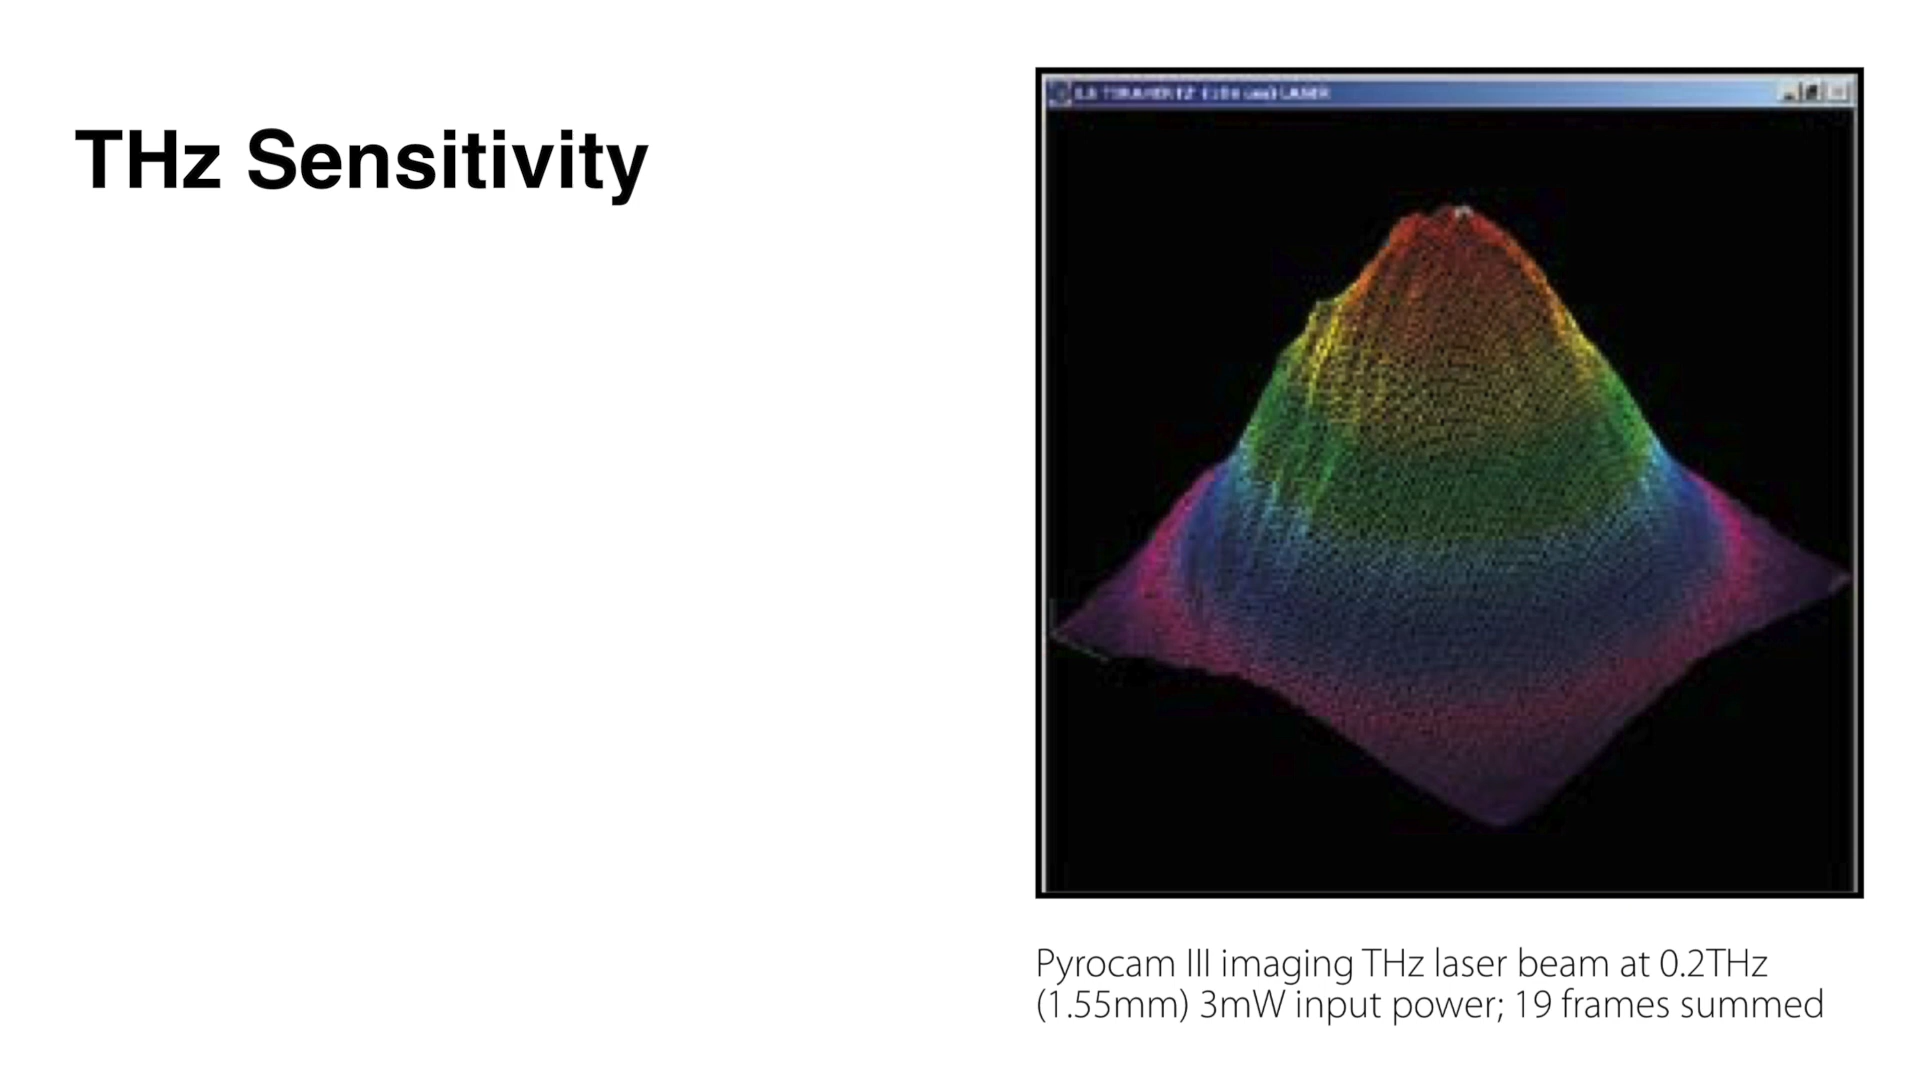 THz Sensitivity
LASER
Pyrocam III imaging THz laser beam at 0.2THz
(1.55mm) 3mW input power; 19 frames summed